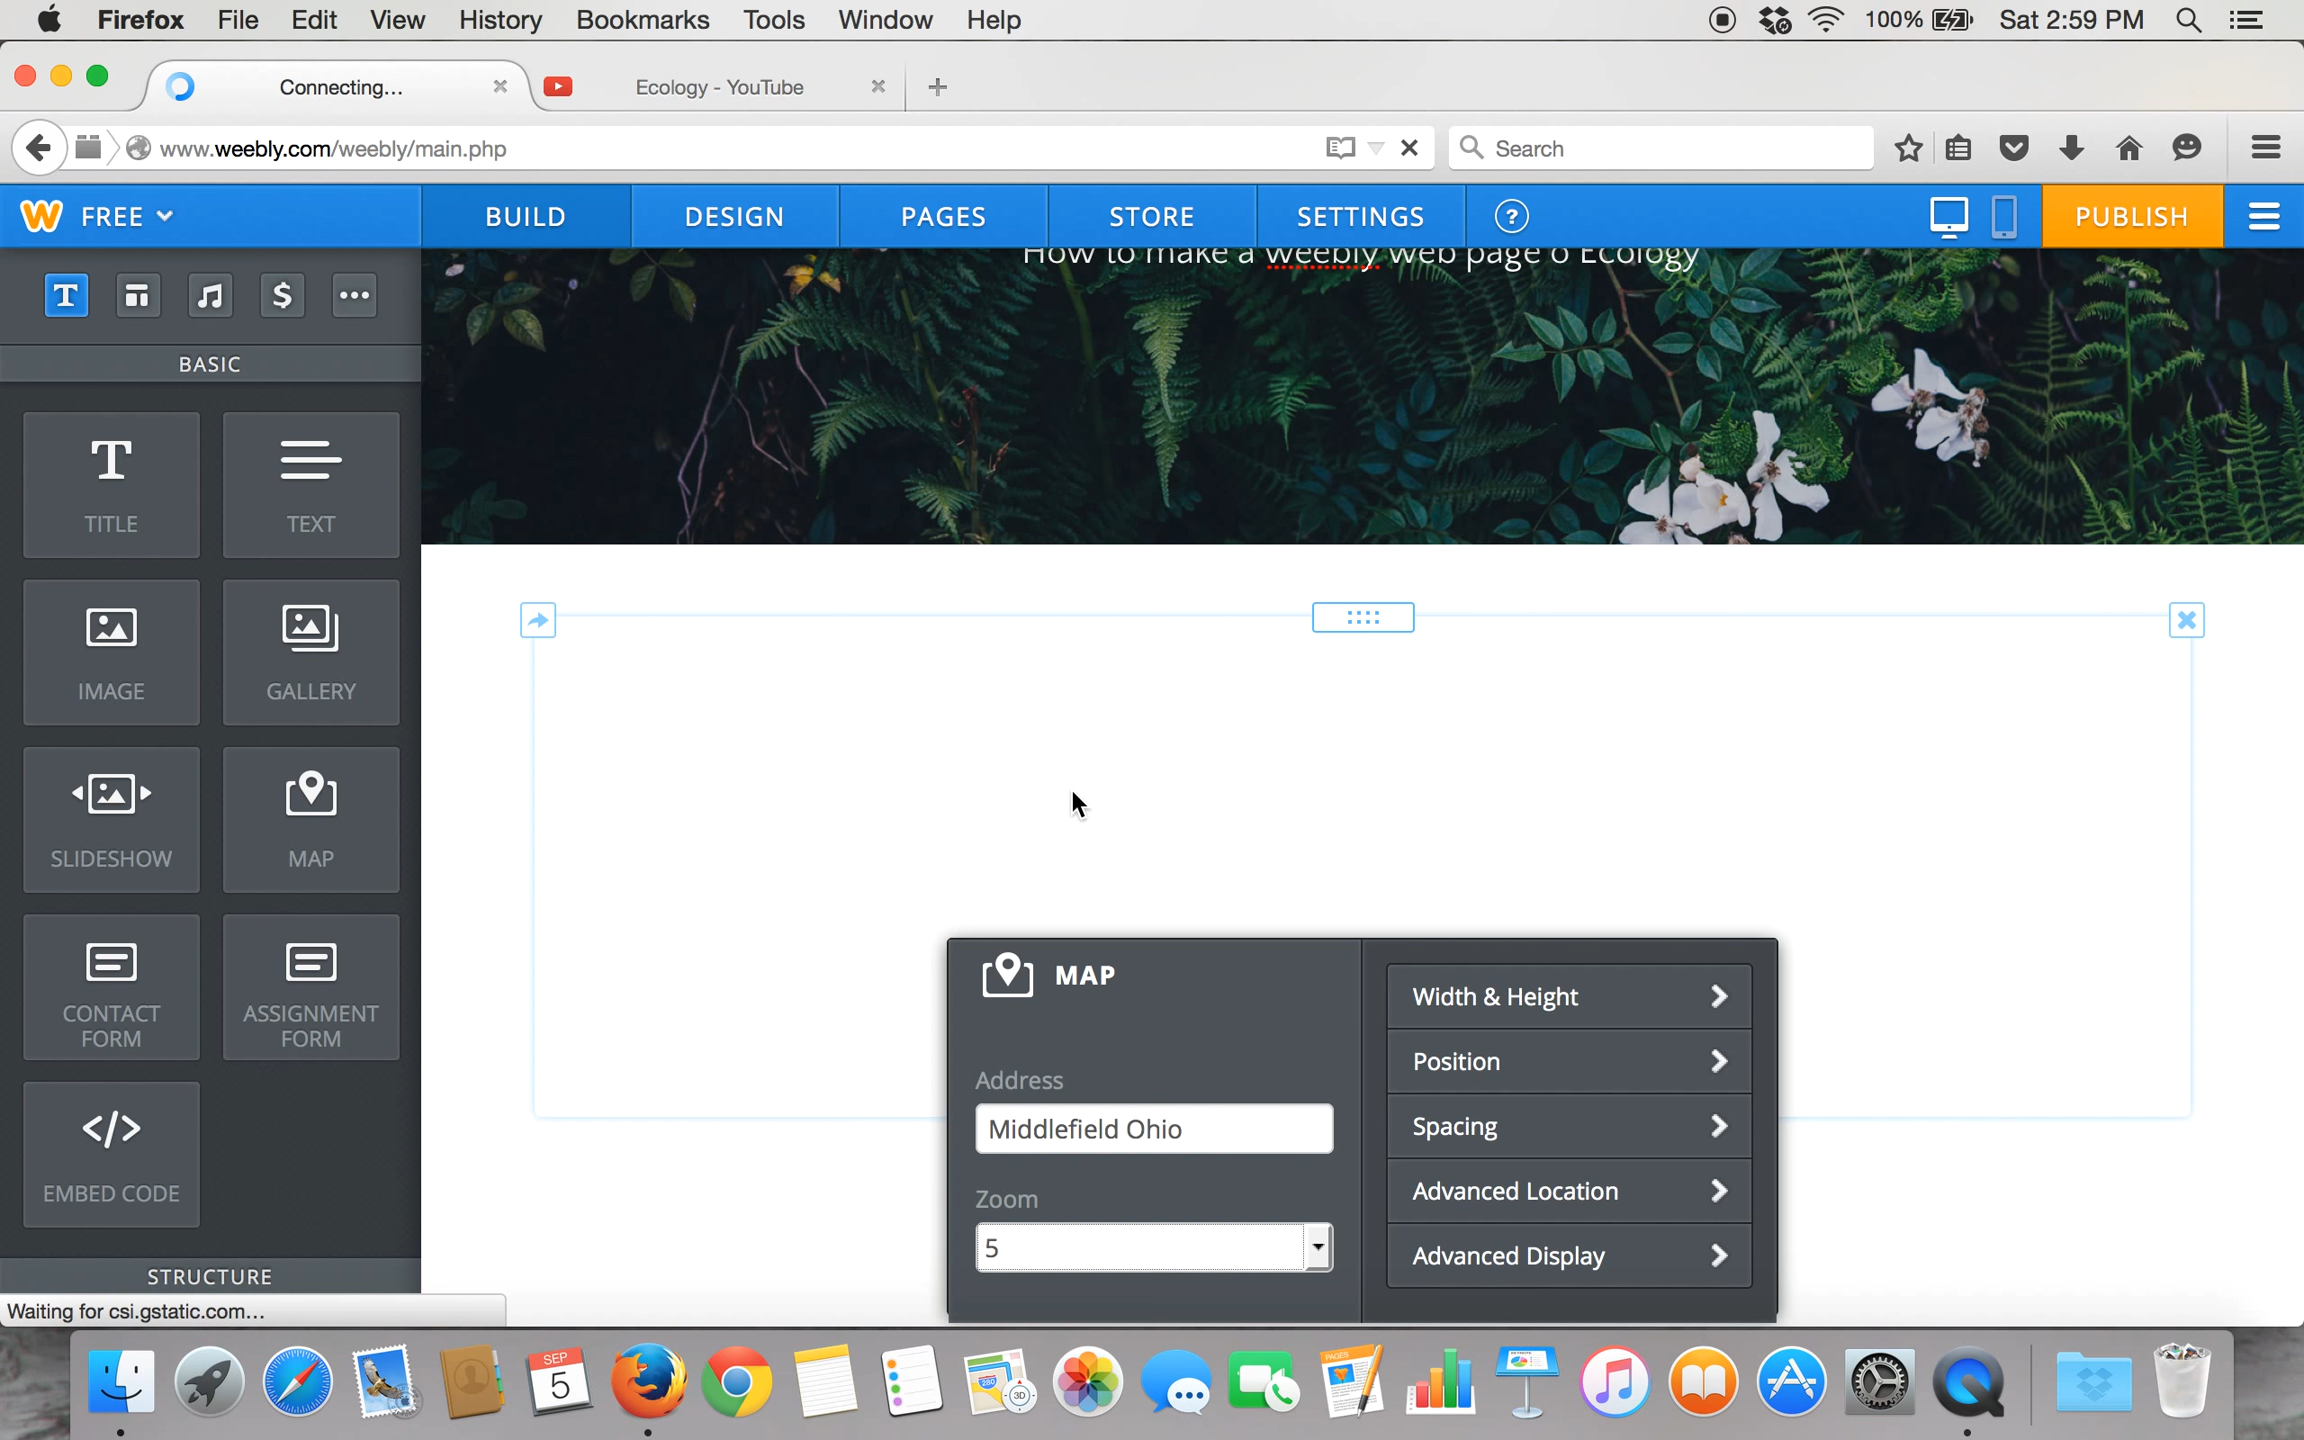 Firefox File Edit View History Bookmarks Tools Window Help 100% Sat 2:59 PM
Connecting... Ecology - YouTube
www.weebly.com/weebly/main.php Search
W FREE BUILD DESIGN PAGES STORE SETTINGS ? PUBLISH
How to make a weebly web page o Ecology
T $
BASIC
T
TITLE TEXT
IMAGE GALLERY
SLIDESHOW MAP
CONTACT FORM
ASSIGNMENT FORM
</>
EMBED CODE
STRUCTURE
MAP
Address
Middlefield Ohio
Zoom
5
Width & Height
Position
Spacing
Advanced Location
Advanced Display
Waiting for csi.gstatic.com...
SEP
5
280
3D
PAGES